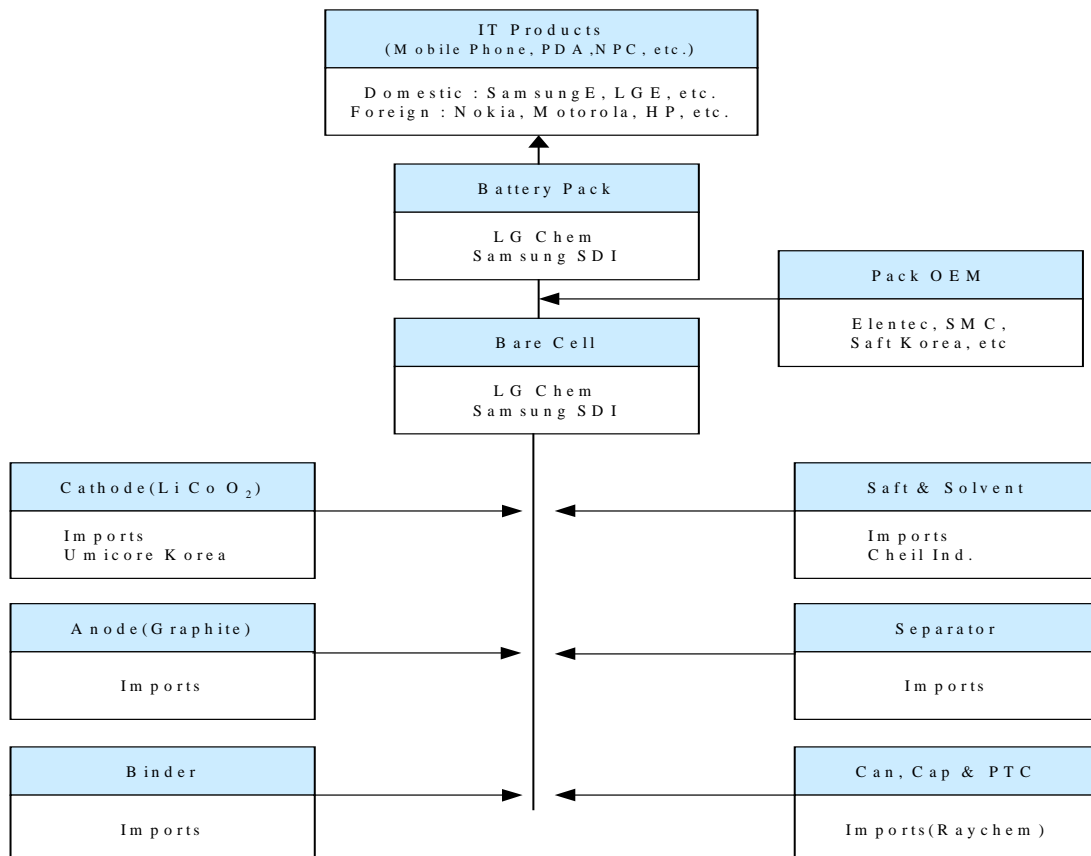 IT Products
(Mobile Phone, PDA ,NPC, etc.)
Domestic : SamsungE, LGE, etc.
Foreign : Nokia, Motorola, HP, etc.
Battery Pack
LG Chem
Samsung SDI
Pack OEM
Elentec, SMC,
Saft Korea, etc
Bare Cell
LG Chem
Samsung SDI
Cathode(LiCoO₂)
Imports
Umicore Korea
Saft & Solvent
Imports
Cheil Ind.
Anode(Graphite)
Imports
Separator
Imports
Binder
Imports
Can, Cap & PTC
Imports(Raychem)